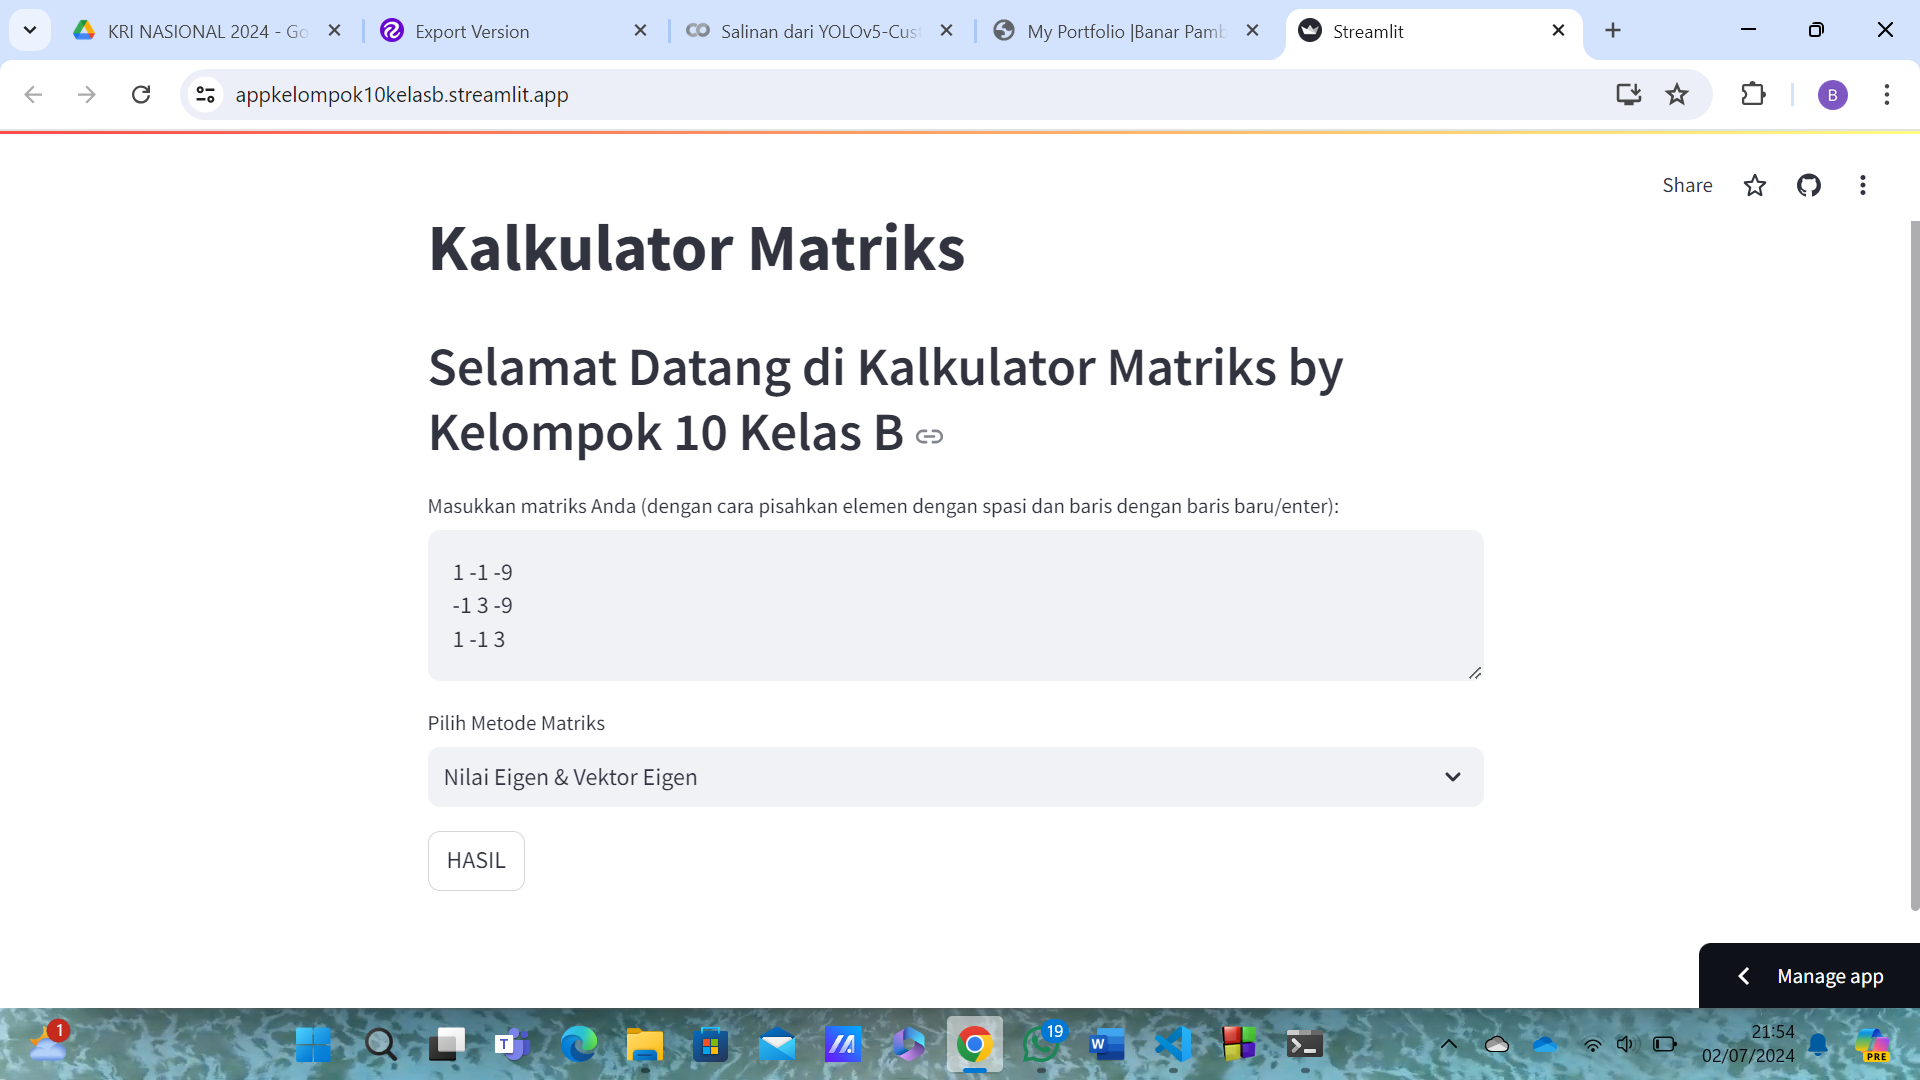 KRI NASIONAL 2024 - Go
Export Version
Salinan dari YOLOv5-Cust
My Portfolio |Banar Pamb
Streamlit
appkelompok10kelasb.streamlit.app
B
Share
Kalkulator Matriks
Selamat Datang di Kalkulator Matriks by
Kelompok 10 Kelas B
Masukkan matriks Anda (dengan cara pisahkan elemen dengan spasi dan baris dengan baris baru/enter):
1 -1 -9
-1 3 -9
1 -1 3
Pilih Metode Matriks
Nilai Eigen & Vektor Eigen
HASIL
Manage app
1
T
19
W
21:54
02/07/2024
PRE